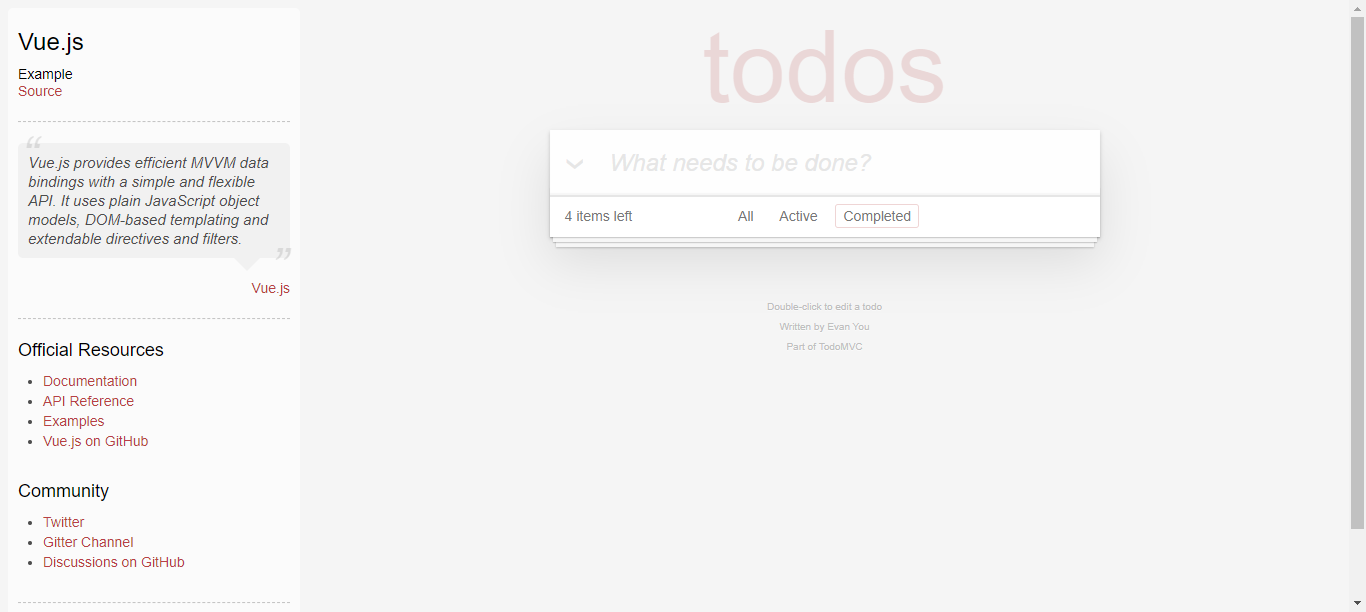 Vue.js
Example
Source
“
Vue.js provides efficient MVVM data
bindings with a simple and flexible
API. It uses plain JavaScript object
models, DOM-based templating and
extendable directives and filters.
”
Vue.js
Official Resources
• Documentation
• API Reference
• Examples
• Vue.js on GitHub
Community
• Twitter
• Gitter Channel
• Discussions on GitHub
todos
What needs to be done?
4 items left All Active Completed
Double-click to edit a todo
Written by Evan You
Part of TodoMVC